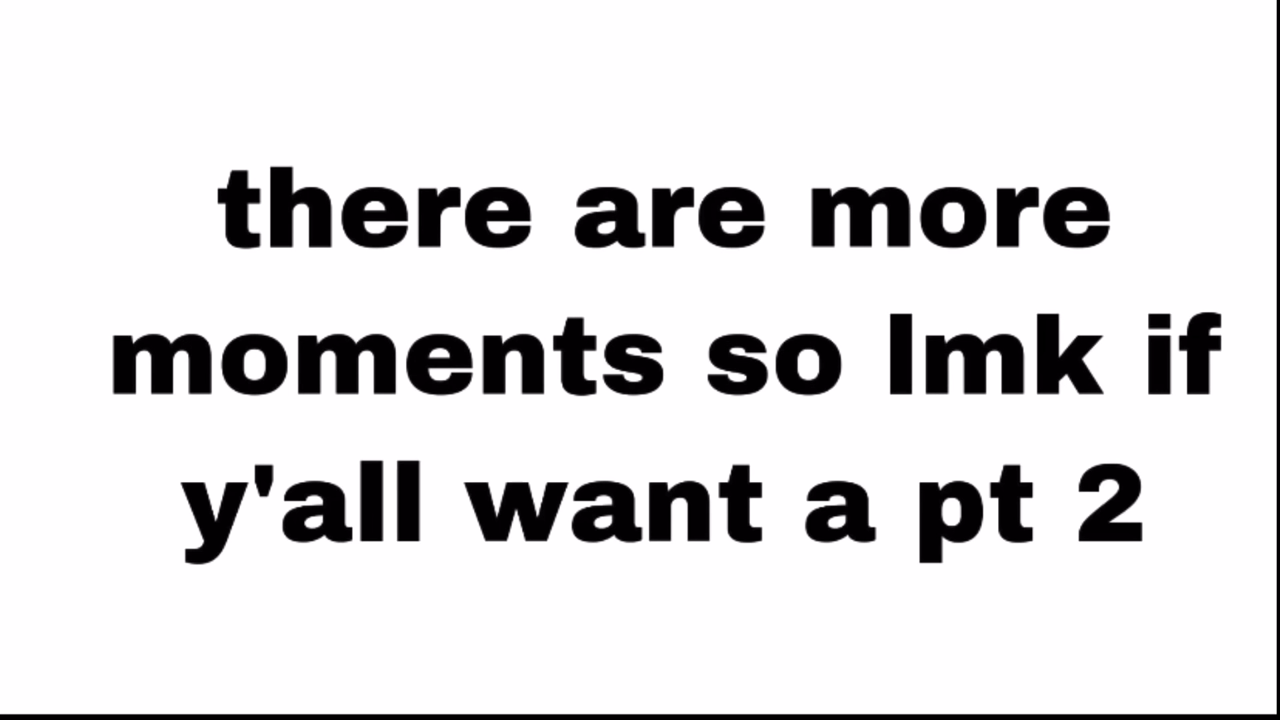 there are more
moments so lmk if
y'all want a pt 2